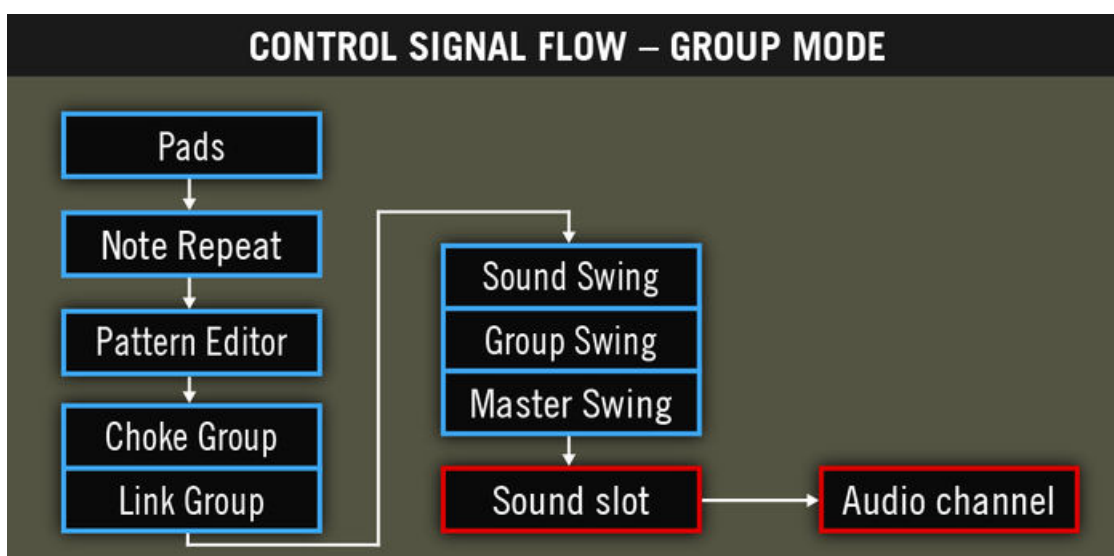 CONTROL SIGNAL FLOW – GROUP MODE
Pads
Note Repeat
Pattern Editor
Choke Group
Link Group
Sound Swing
Group Swing
Master Swing
Sound slot
Audio channel